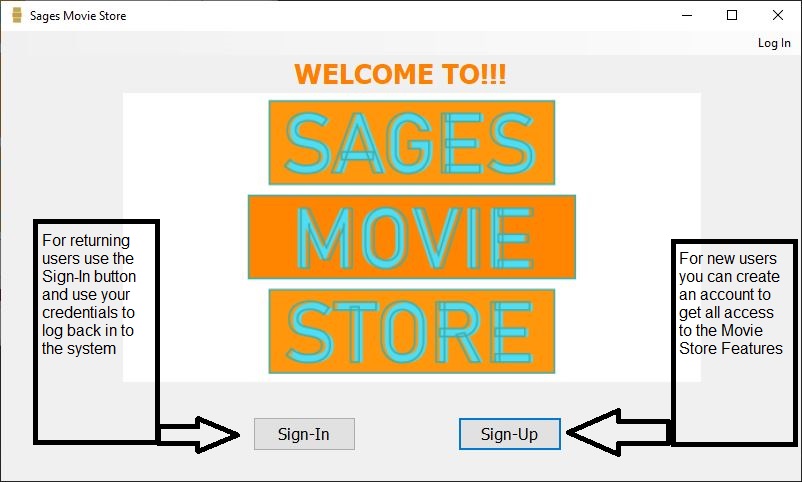 Sages Movie Store
Log In
WELCOME TO!!!
SAGES
MOVIE
STORE
For returning
users use the
Sign-In button
and use your
credentials to
log back in to
the system
For new users
you can create
an account to
get all access
to the Movie
Store Features
Sign-In
Sign-Up